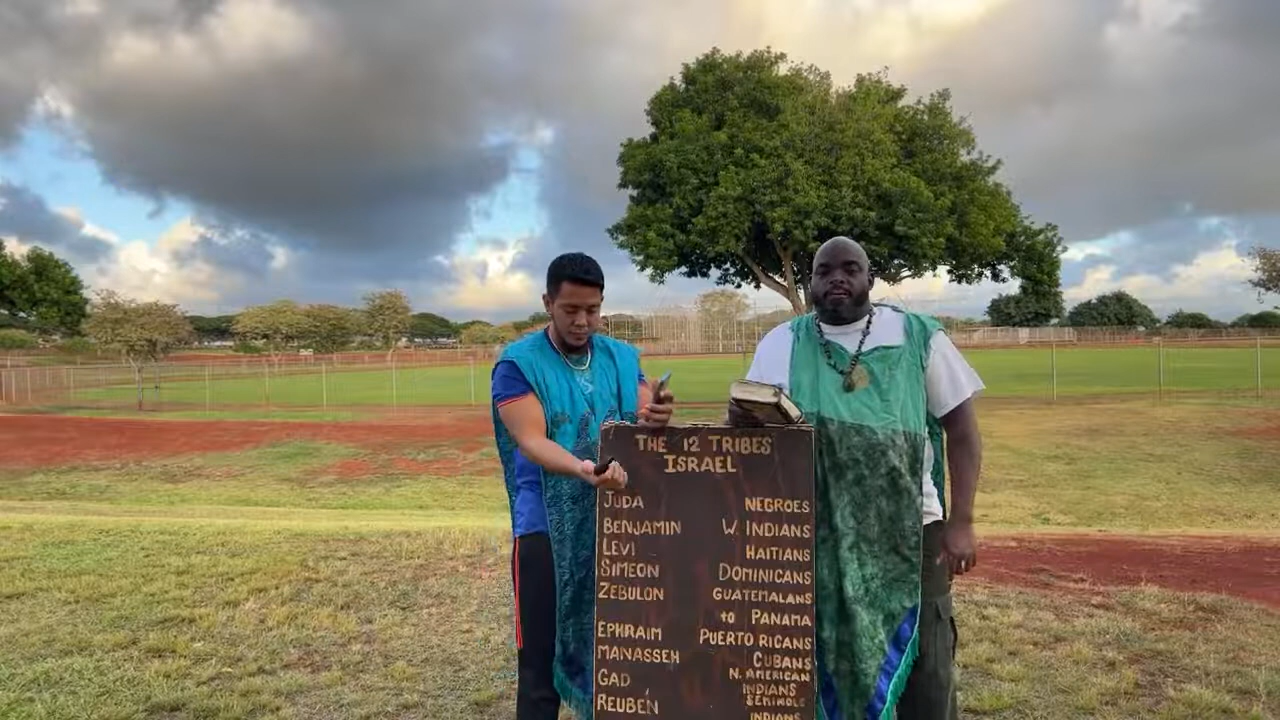 THE 12 TRIBES
ISRAEL
JUDA NEGROES
BENJAMIN W. INDIANS
LEVI HAITIANS
SIMEON DOMINICANS
ZEBULON GUATEMALANS
to PANAMA
EPHRAIM PUERTO RICANS
MANASSEH CUBANS
GAD N. AMERICAN
INDIANS
REUBEN SEMINOLE
INDIANS